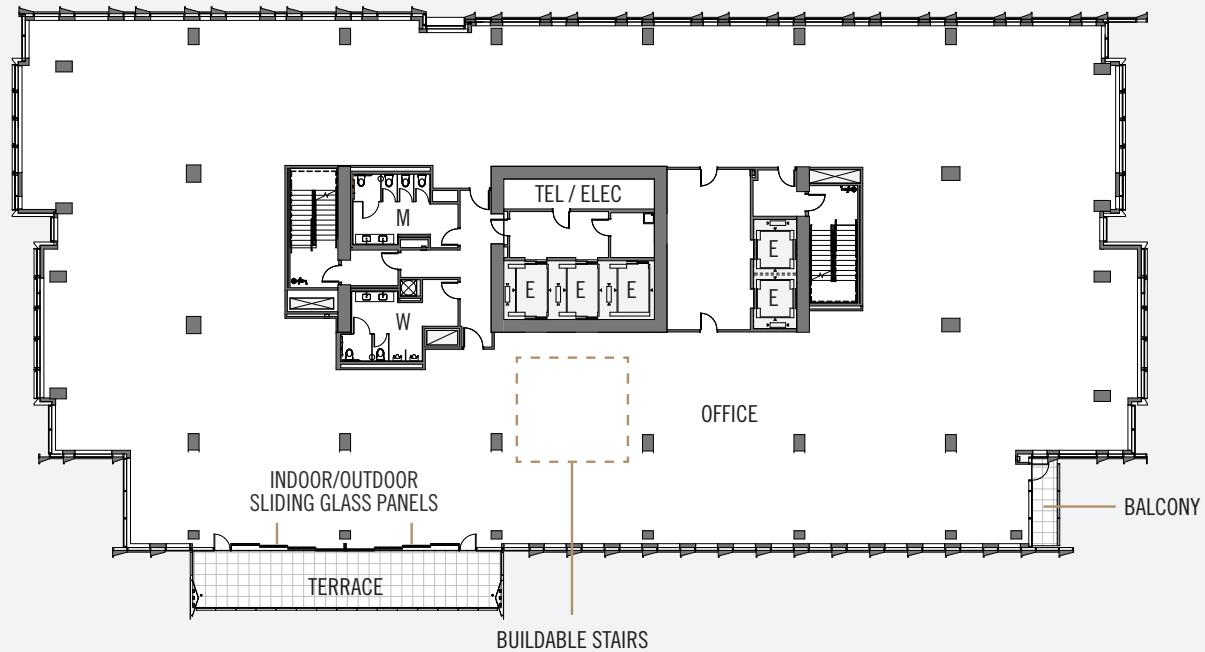 TEL / ELEC
M
E
E
E
E
E
W
OFFICE
INDOOR/OUTDOOR
SLIDING GLASS PANELS
BALCONY
TERRACE
BUILDABLE STAIRS